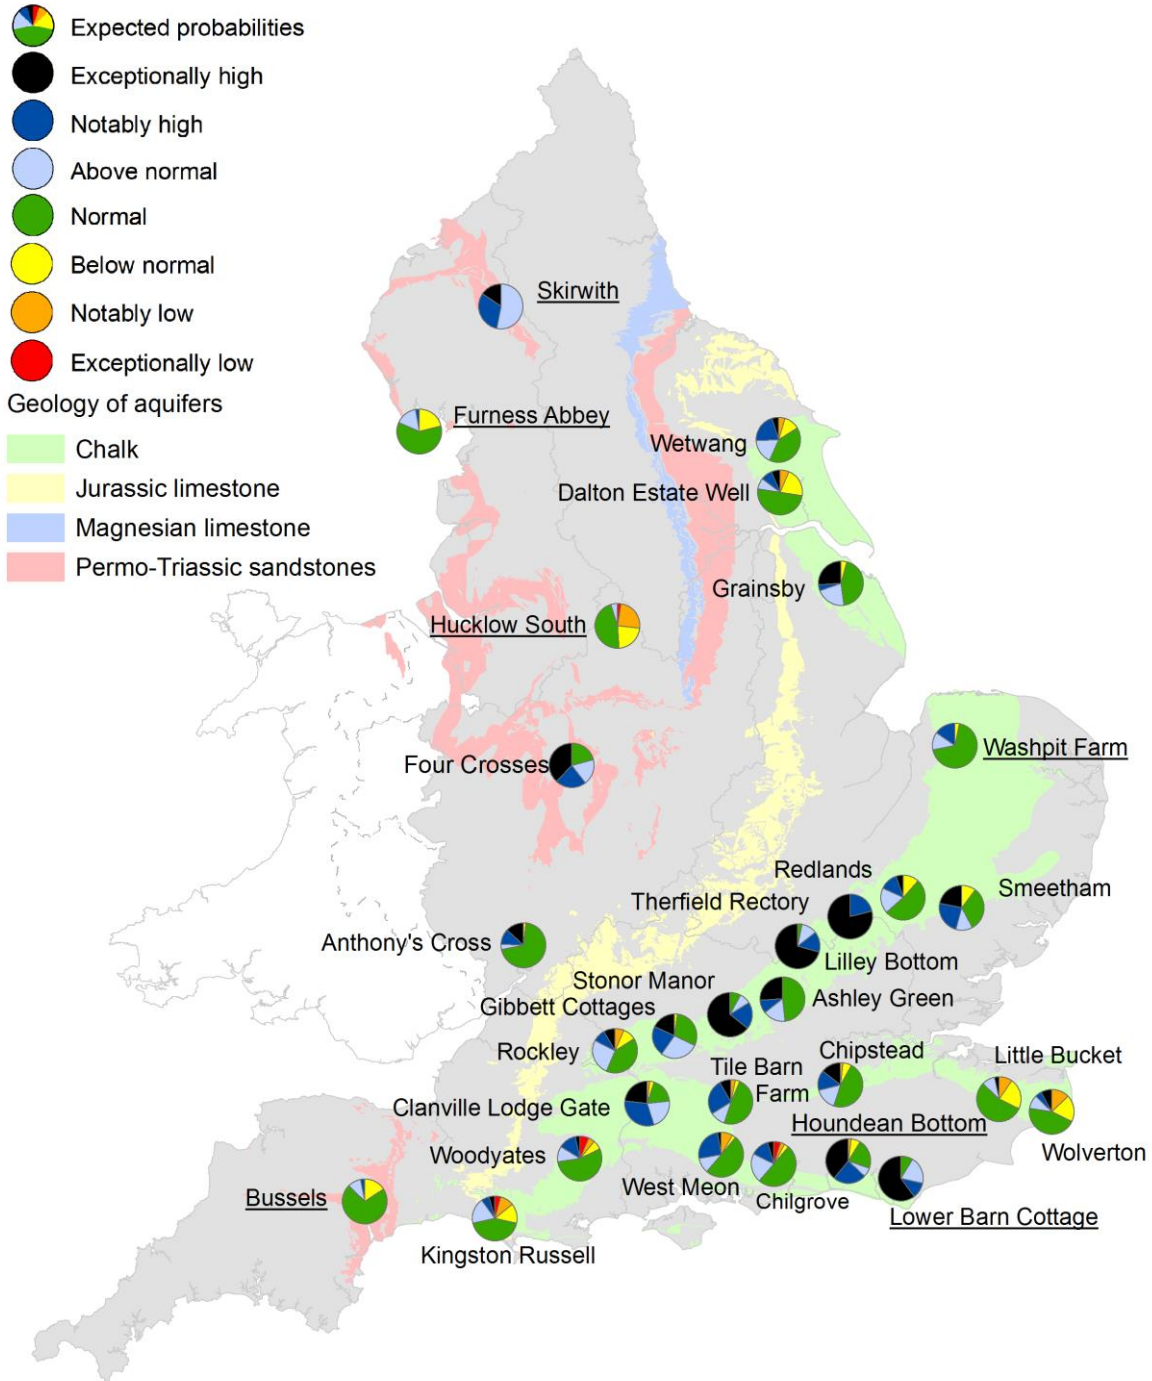 Expected probabilities
Exceptionally high
Notably high
Above normal
Normal
Below normal
Notably low
Exceptionally low
Geology of aquifers
Chalk
Jurassic limestone
Magnesian limestone
Permo-Triassic sandstones
Skirwith
Furness Abbey
Wetwang
Dalton Estate Well
Grainsby
Hucklow South
Washpit Farm
Four Crosses
Redlands
Smeetham
Therfield Rectory
Anthony's Cross
Lilley Bottom
Stonor Manor
Ashley Green
Gibbett Cottages
Rockley
Chipstead
Little Bucket
Tile Barn
Farm
Clanville Lodge Gate
Houndean Bottom
Wolverton
Woodyates
West Meon
Chilgrove
Bussels
Lower Barn Cottage
Kingston Russell